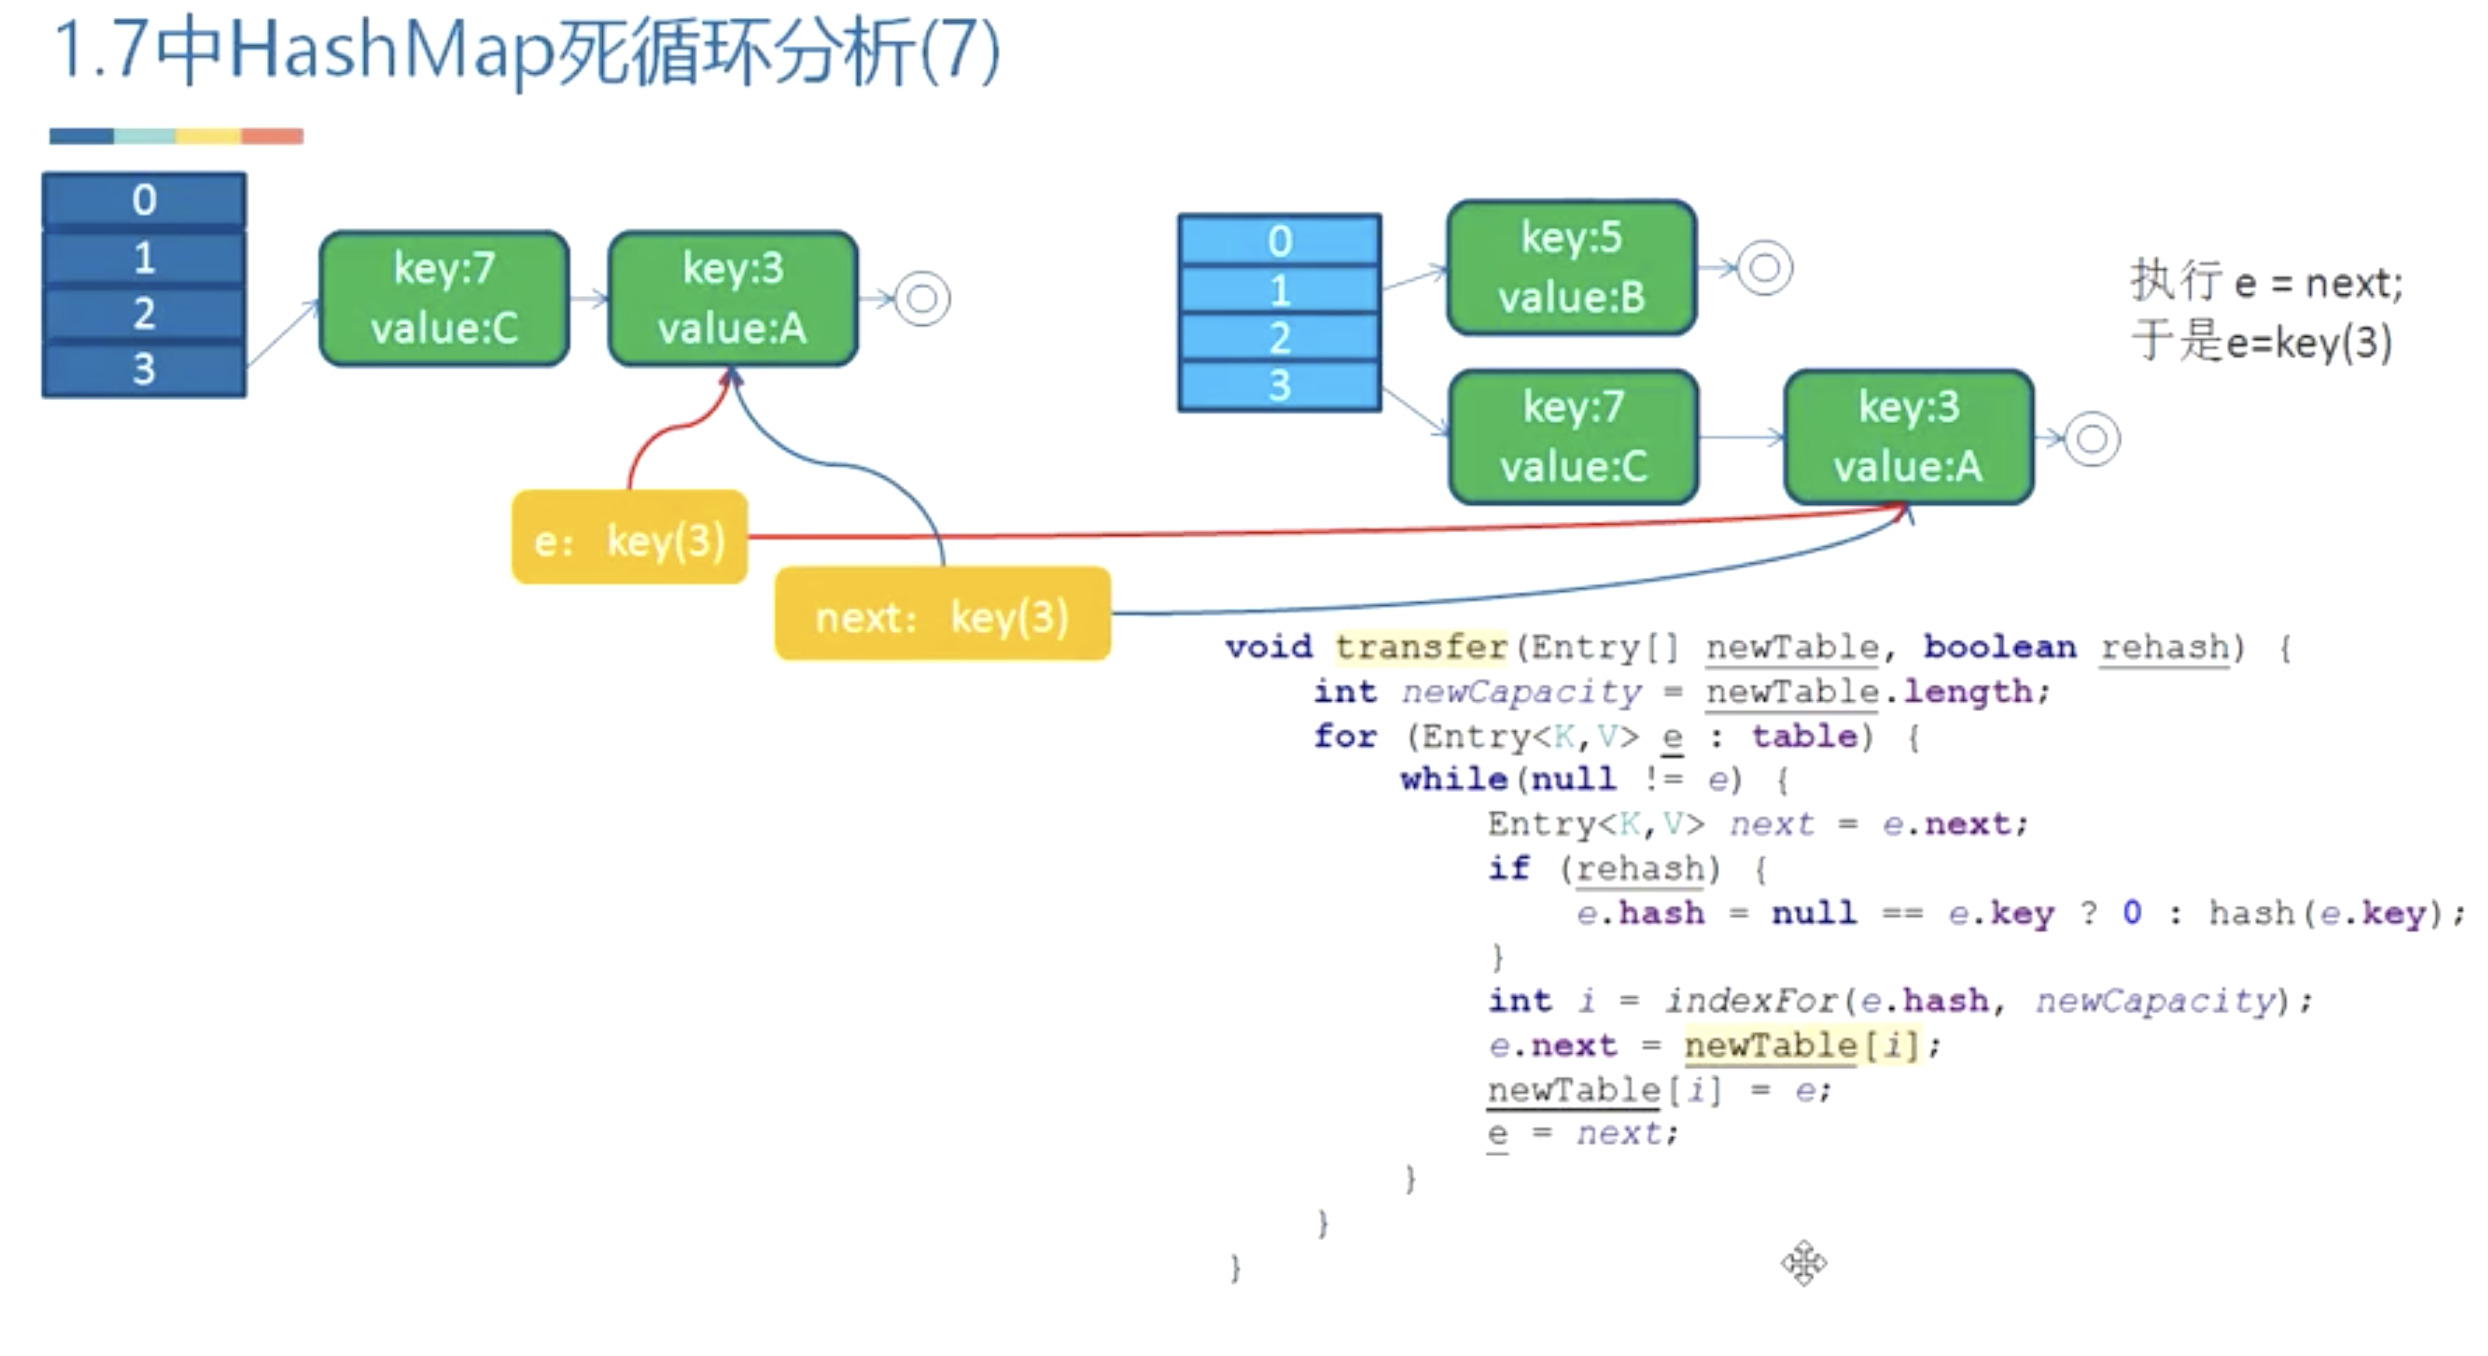 1.7中HashMap死循环分析(7)
0
1
2
3
key:7
value:C
key:3
value:A
e: key(3)
next: key(3)
0
1
2
3
key:5
value:B
key:7
value:C
key:3
value:A
执行 e = next;
于是e=key(3)
void transfer(Entry[] newTable, boolean rehash) {
int newCapacity = newTable.length;
for (Entry<K,V> e : table) {
while(null != e) {
Entry<K,V> next = e.next;
if (rehash) {
e.hash = null == e.key ? 0 : hash(e.key);
}
int i = indexFor(e.hash, newCapacity);
e.next = newTable[i];
newTable[i] = e;
e = next;
}
}
}